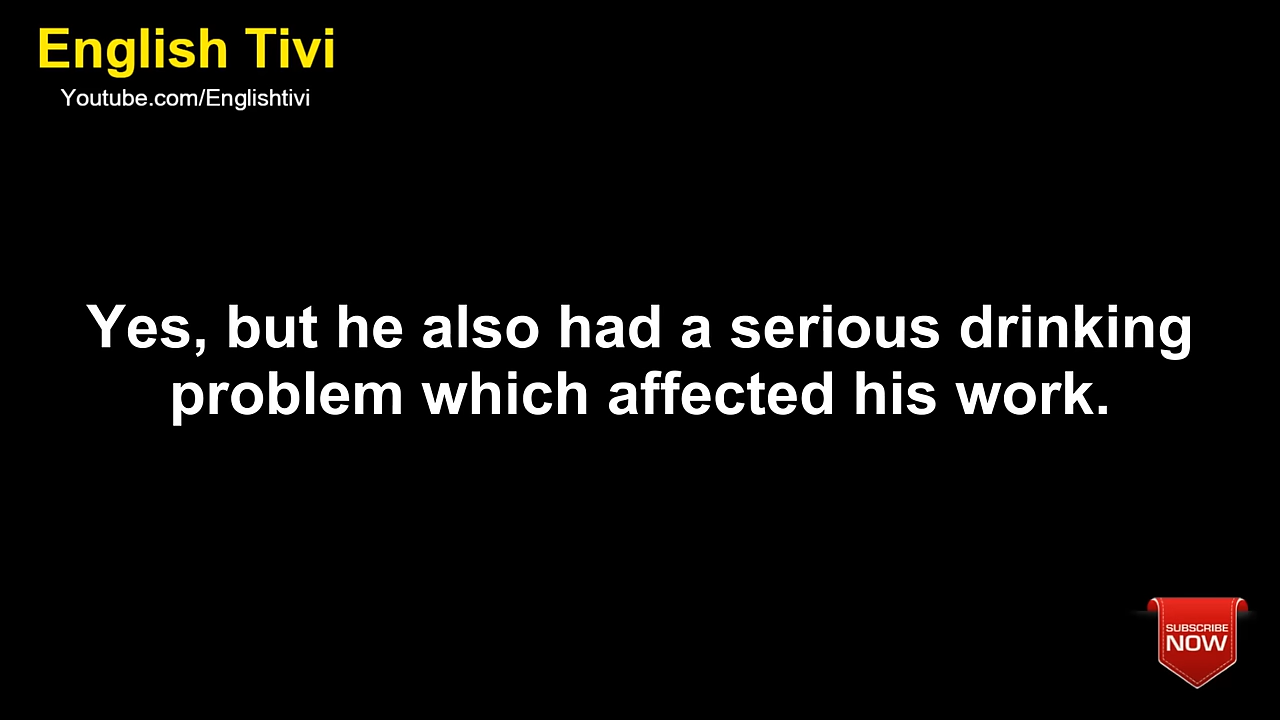 English Tivi
Youtube.com/Englishtivi
Yes, but he also had a serious drinking
problem which affected his work.
SUBSCRIBE
NOW